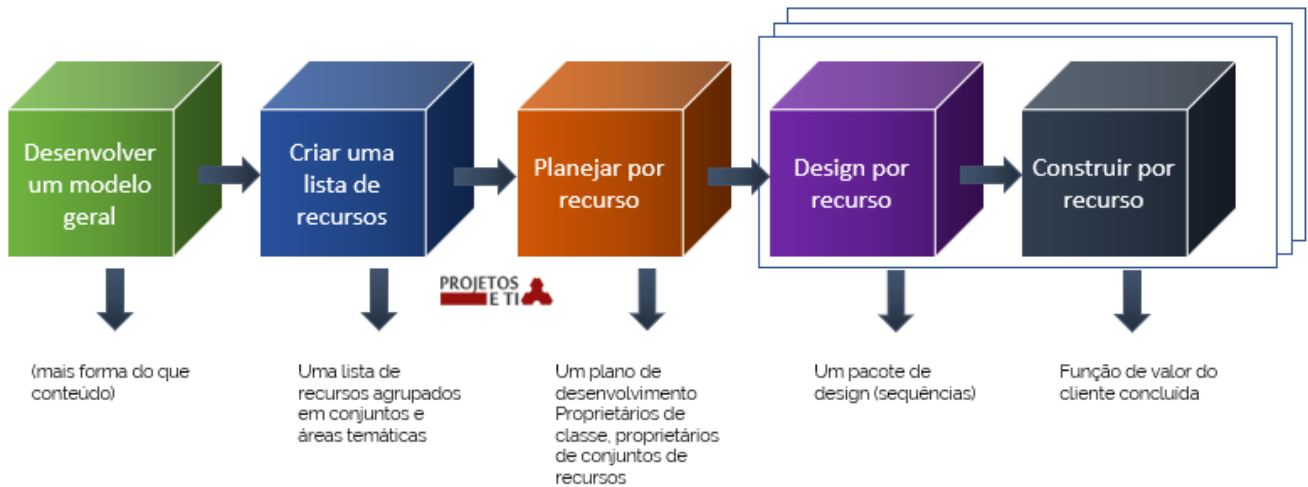 Desenvolver
um modelo
geral
Criar uma
lista de
recursos
Planejar por
recurso
Design por
recurso
Construir por
recurso
PROJETOS
E TI
(mais forma do que
conteúdo)
Uma lista de
recursos agrupados
em conjuntos e
áreas temáticas
Um plano de
desenvolvimento
Proprietários de
classe, proprietários
de conjuntos de
recursos
Um pacote de
design (sequências)
Função de valor do
cliente concluída